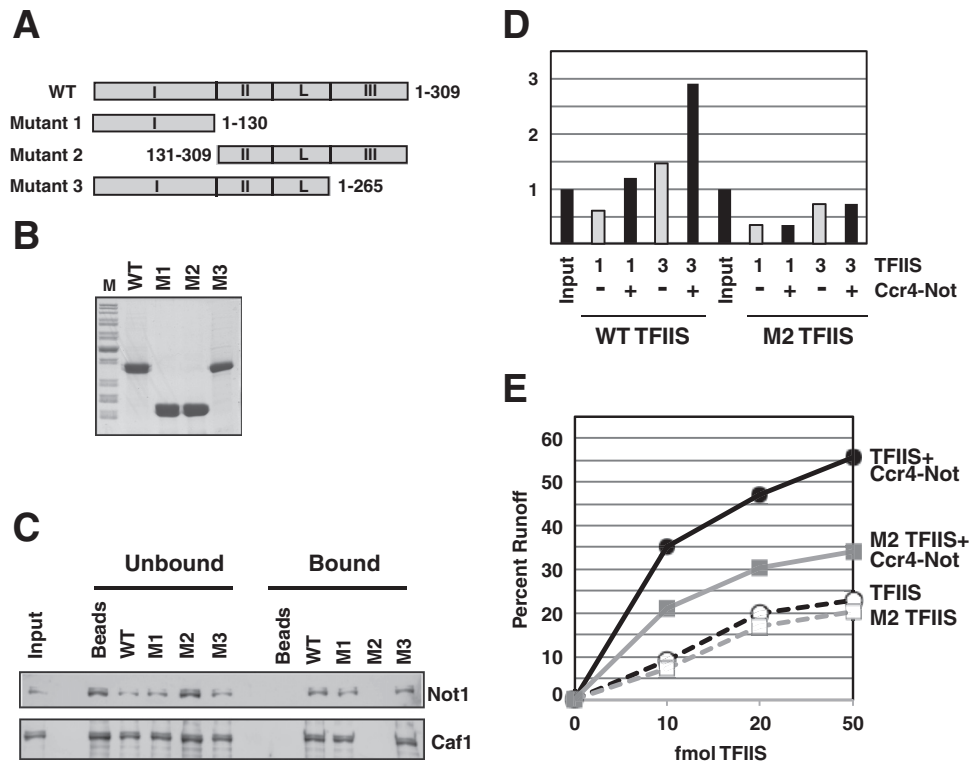 A
WT I II L III 1-309
Mutant 1 I 1-130
Mutant 2 131-309 II L III
Mutant 3 I II L 1-265
B
M WT M1 M2 M3
C
Unbound Bound
Input Beads WT M1 M2 M3 Beads WT M1 M2 M3
Not1
Caf1
D
3
2
1
Input 1 1 3 3 Input 1 1 3 3 TFIIS
- + - + - + - + Ccr4-Not
WT TFIIS M2 TFIIS
E
Percent Runoff
60
50
40
30
20
10
0
0 10 20 50
fmol TFIIS
TFIIS+
Ccr4-Not
M2 TFIIS+
Ccr4-Not
TFIIS
M2 TFIIS